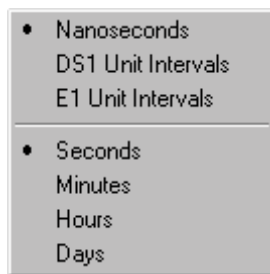 Nanoseconds
DS1 Unit Intervals
E1 Unit Intervals
Seconds
Minutes
Hours
Days